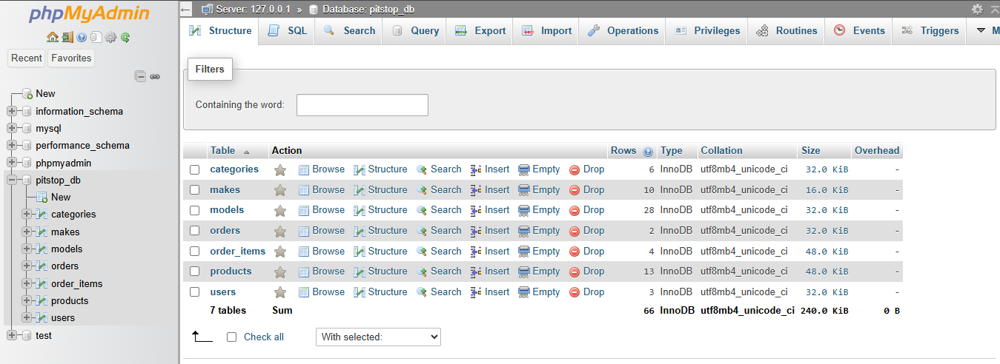 phpMyAdmin
Recent Favorites
New
information_schema
mysql
performance_schema
phpmyadmin
pitstop_db
New
categories
makes
models
orders
order_items
products
users
test
Server: 127.0.0.1 » Database: pitstop_db
Structure SQL Search Query Export Import Operations Privileges Routines Events Triggers M
Filters
Containing the word:
Table Action Rows Type Collation Size Overhead
categories Browse Structure Search Insert Empty Drop 6 InnoDB utf8mb4_unicode_ci 32.0 KiB -
makes Browse Structure Search Insert Empty Drop 10 InnoDB utf8mb4_unicode_ci 16.0 KiB -
models Browse Structure Search Insert Empty Drop 28 InnoDB utf8mb4_unicode_ci 32.0 KiB -
orders Browse Structure Search Insert Empty Drop 2 InnoDB utf8mb4_unicode_ci 32.0 KiB -
order_items Browse Structure Search Insert Empty Drop 4 InnoDB utf8mb4_unicode_ci 48.0 KiB -
products Browse Structure Search Insert Empty Drop 13 InnoDB utf8mb4_unicode_ci 48.0 KiB -
users Browse Structure Search Insert Empty Drop 3 InnoDB utf8mb4_unicode_ci 32.0 KiB -
7 tables Sum 66 InnoDB utf8mb4_unicode_ci 240.0 KiB 0 B
Check all With selected: